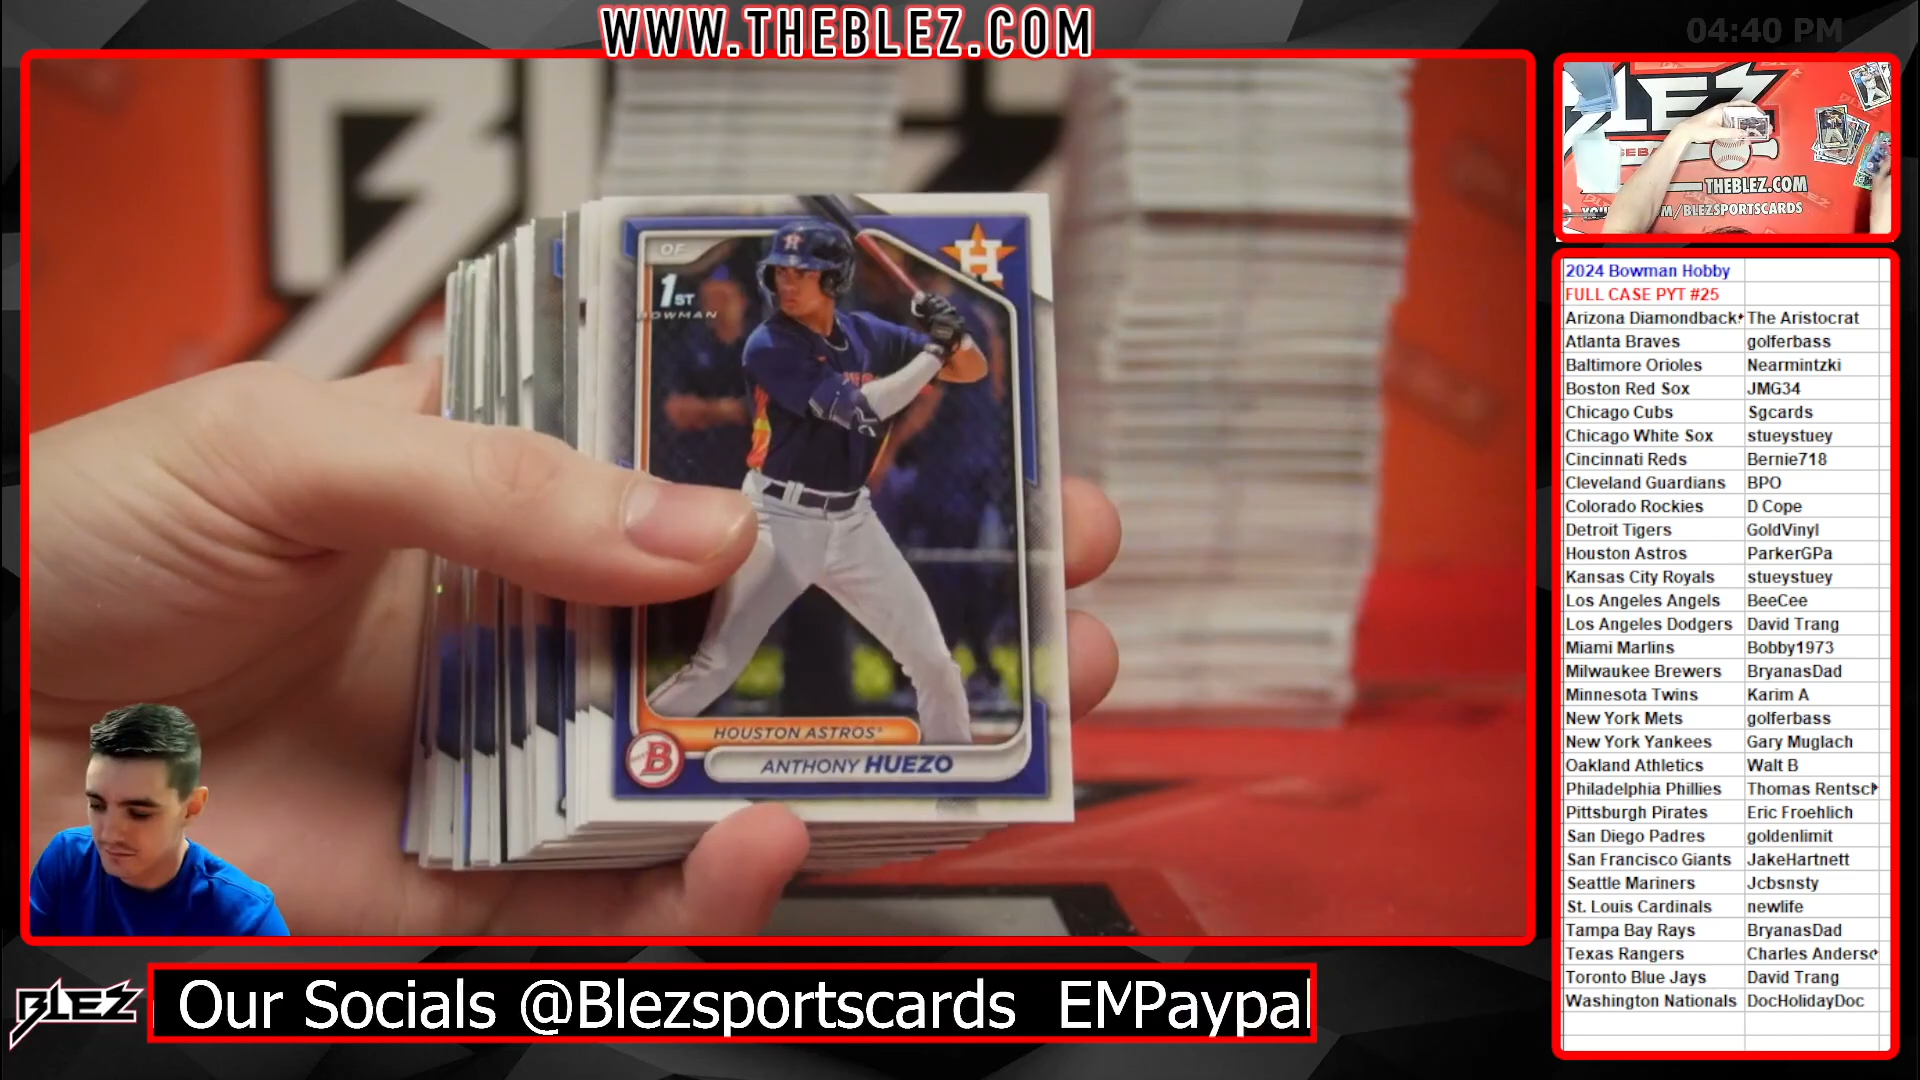 WWW.THEBLEZ.COM
04:40 PM
OF
1ST
BOWMAN
H
HOUSTON ASTROS
B
ANTHONY HUEZO
BLEZ
THEBLEZ.COM
M/BLEZSPORTSCARDS
2024 Bowman Hobby
FULL CASE PYT #25
Arizona Diamondback The Aristocrat
Atlanta Braves golferbass
Baltimore Orioles Nearmintzki
Boston Red Sox JMG34
Chicago Cubs Sgcards
Chicago White Sox stueystuey
Cincinnati Reds Bernie718
Cleveland Guardians BPO
Colorado Rockies D Cope
Detroit Tigers GoldVinyl
Houston Astros ParkerGPa
Kansas City Royals stueystuey
Los Angeles Angels BeeCee
Los Angeles Dodgers David Trang
Miami Marlins Bobby1973
Milwaukee Brewers BryanasDad
Minnesota Twins Karim A
New York Mets golferbass
New York Yankees Gary Muglach
Oakland Athletics Walt B
Philadelphia Phillies Thomas Rentscl
Pittsburgh Pirates Eric Froehlich
San Diego Padres goldenlimit
San Francisco Giants JakeHartnett
Seattle Mariners Jcbsnsty
St. Louis Cardinals newlife
Tampa Bay Rays BryanasDad
Texas Rangers Charles Anderso
Toronto Blue Jays David Trang
Washington Nationals DocHolidayDoc
BLEZ
Our Socials @Blezsportscards EMPaypal